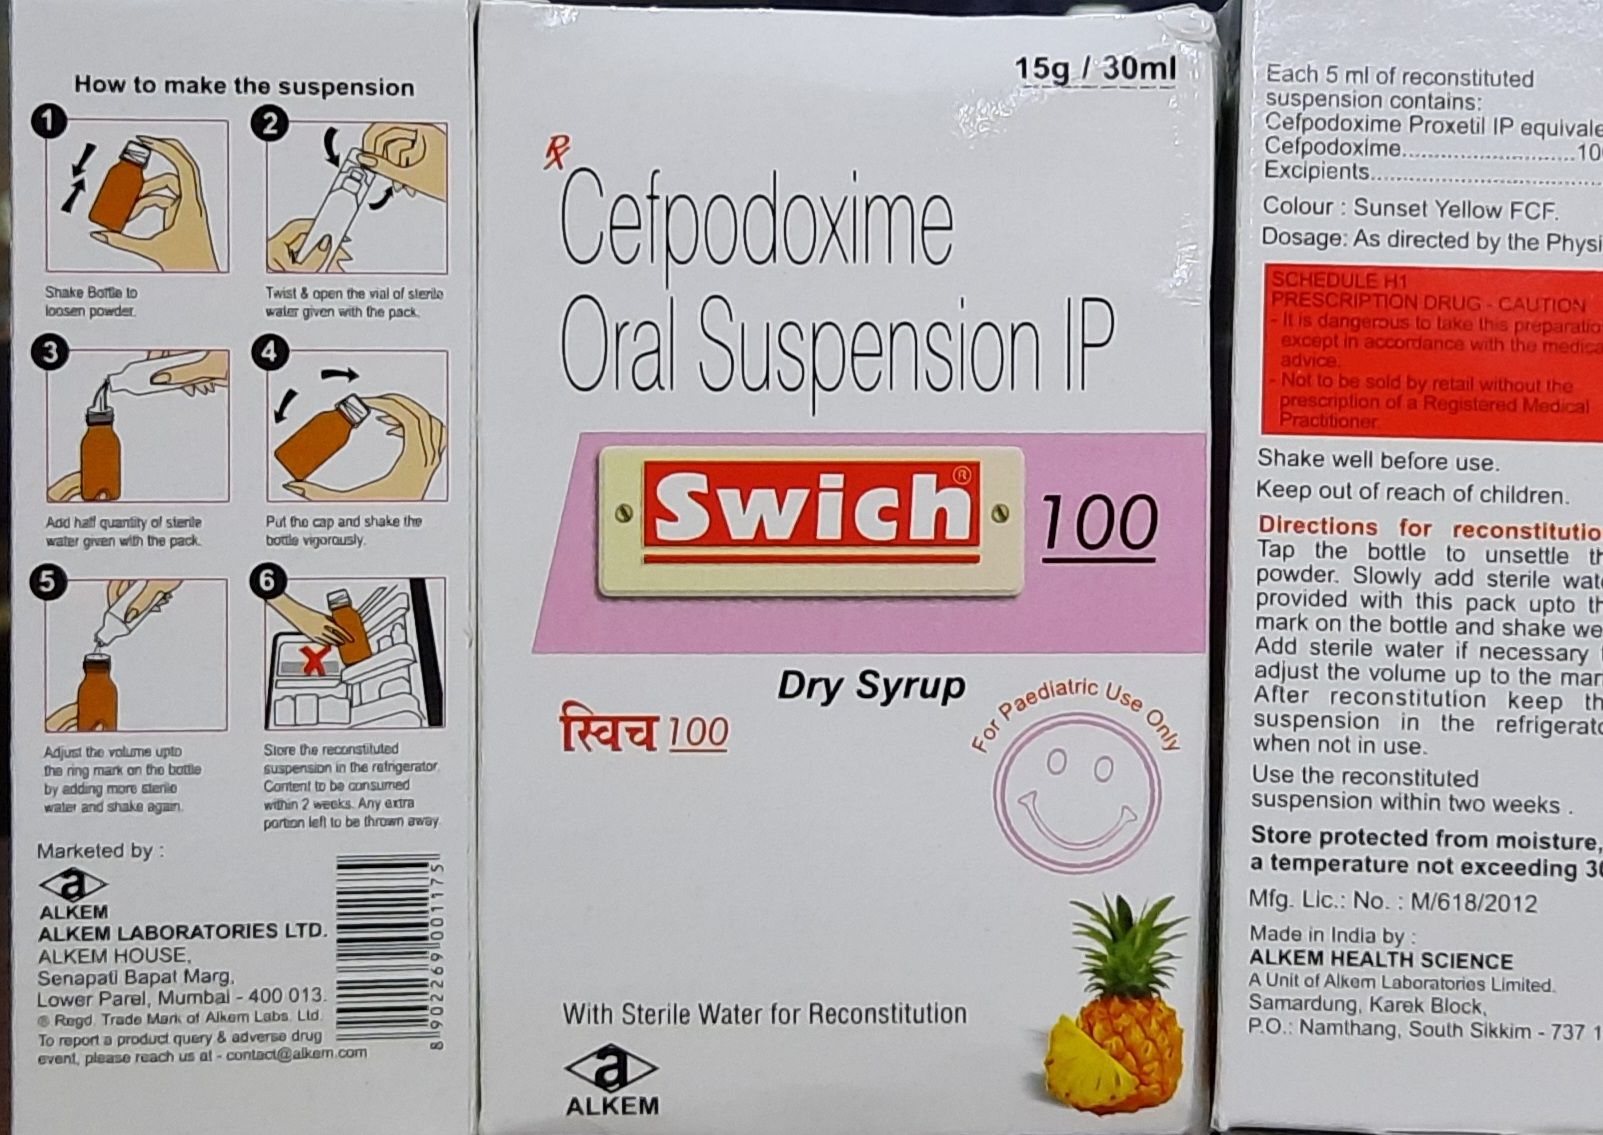 How to make the suspension
1
2
Shake Bottle to
loosen powder.
Twist & open the vial of sterile
water given with the pack.
3
4
Add half quantity of sterile
water given with the pack.
Put the cap and shake the
bottle vigorously.
5
6
Adjust the volume upto
the ring mark on the bottle
by adding more sterile
water and shake again.
Store the reconstituted
suspension in the refrigerator.
Content to be consumed
within 2 weeks. Any extra
portion left to be thrown away.
Marketed by :
a
ALKEM
ALKEM LABORATORIES LTD.
ALKEM HOUSE,
Senapati Bapat Marg,
Lower Parel, Mumbai - 400 013.
® Regd. Trade Mark of Alkem Labs. Ltd.
To report a product query & adverse drug
event, please reach us at - contact@alkem.com
8902269001175
15g / 30ml
Rx
Cefpodoxime
Oral Suspension IP
Swich® 100
Dry Syrup
स्विच 100
For Paediatric Use Only
With Sterile Water for Reconstitution
a
ALKEM
Each 5 ml of reconstituted
suspension contains:
Cefpodoxime Proxetil IP
Cefpodoxime..........................
Excipients..................................
Colour : Sunset Yellow FCF.
Dosage: As directed by the
SCHEDULE H1
PRESCRIPTION DRUG - CAUTION
- It is dangerous to take this
except in accordance with the
advice.
- Not to be sold by retail without the
prescription of a Registered Medical
Practitioner.
Shake well before use.
Keep out of reach of children.
Directions for
Tap the bottle to unsettle
powder. Slowly add sterile
provided with this pack upto
mark on the bottle and shake
Add sterile water if necessary
adjust the volume up to the
After reconstitution keep
suspension in the
when not in use.
Use the reconstituted
suspension within two weeks .
Store protected from moisture,
a temperature not exceeding
Mfg. Lic.: No. : M/618/2012
Made in India by :
ALKEM HEALTH SCIENCE
A Unit of Alkem Laboratories Limited.
Samardung, Karek Block,
P.O.: Namthang, South Sikkim - 737